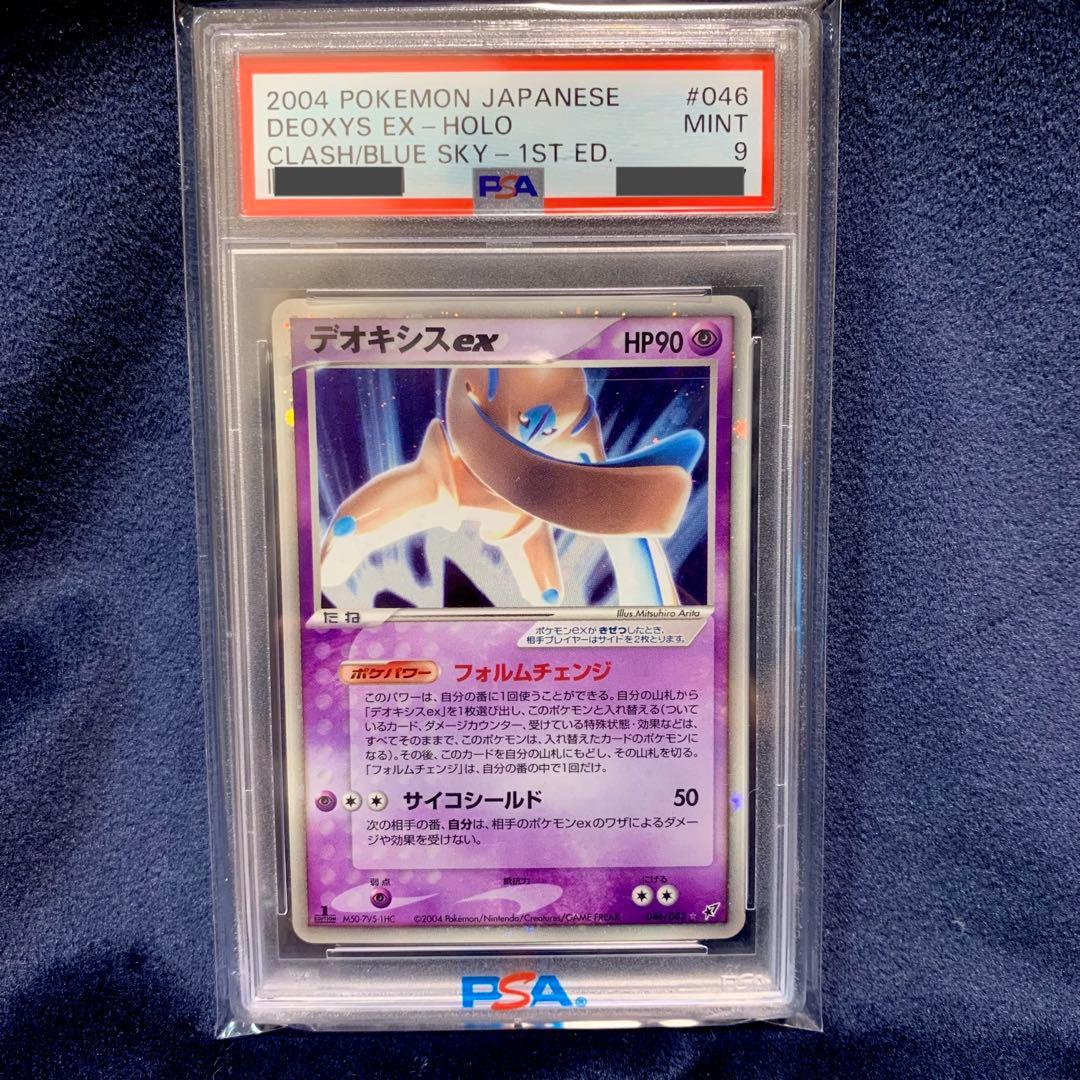 2004 POKEMON JAPANESE #046
DEOXYS EX – HOLO MINT
CLASH/BLUE SKY – 1ST ED. 9
PSA
デオキシスex HP90
たね
Illus.Mitsuhiro Arita
ポケモンexがきぜつしたとき、
相手プレイヤーはサイドを2枚とります。
ポケパワー フォルムチェンジ
このパワーは、自分の番に1回使うことができる。自分の山札から
「デオキシスex」を1枚選び出し、このポケモンと入れ替える(ついて
いるカード、ダメージカウンター、受けている特殊状態・効果などは、
すべてそのままで、このポケモンは、入れ替えたカードのポケモンに
なる)。その後、このカードを自分の山札にもどし、その山札を切る。
「フォルムチェンジ」は、自分の番の中で1回だけ。
サイコシールド 50
次の相手の番、自分は、相手のポケモンexのワザによるダメー
ジや効果を受けない。
弱点 抵抗力 にげる
1 EDITION M50-7V5-1HC ©2004 Pokémon/Nintendo/Creatures/GAME FREAK 046/082 ☆
PSA®